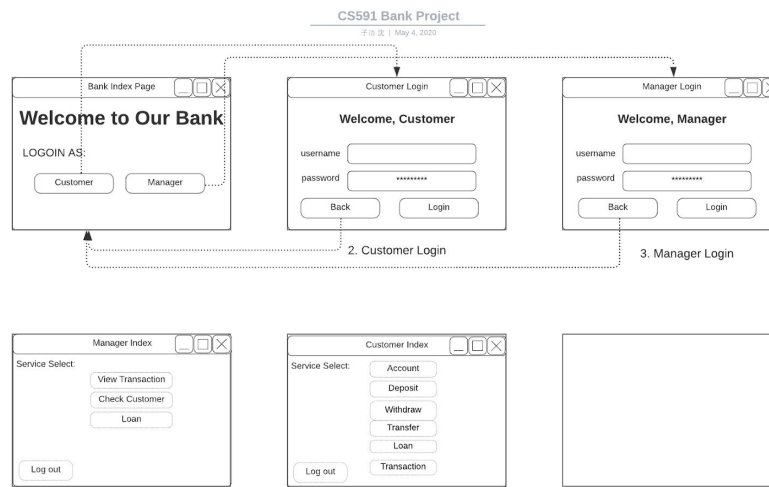 CS591 Bank Project
| May 4, 2020
Bank Index Page
Welcome to Our Bank
LOGOIN AS:
Customer
Manager
Customer Login
Welcome, Customer
username
password
*********
Back
Login
2. Customer Login
Manager Login
Welcome, Manager
username
password
*********
Back
Login
3. Manager Login
Manager Index
Service Select:
View Transaction
Check Customer
Loan
Log out
Customer Index
Service Select:
Account
Deposit
Withdraw
Transfer
Loan
Transaction
Log out